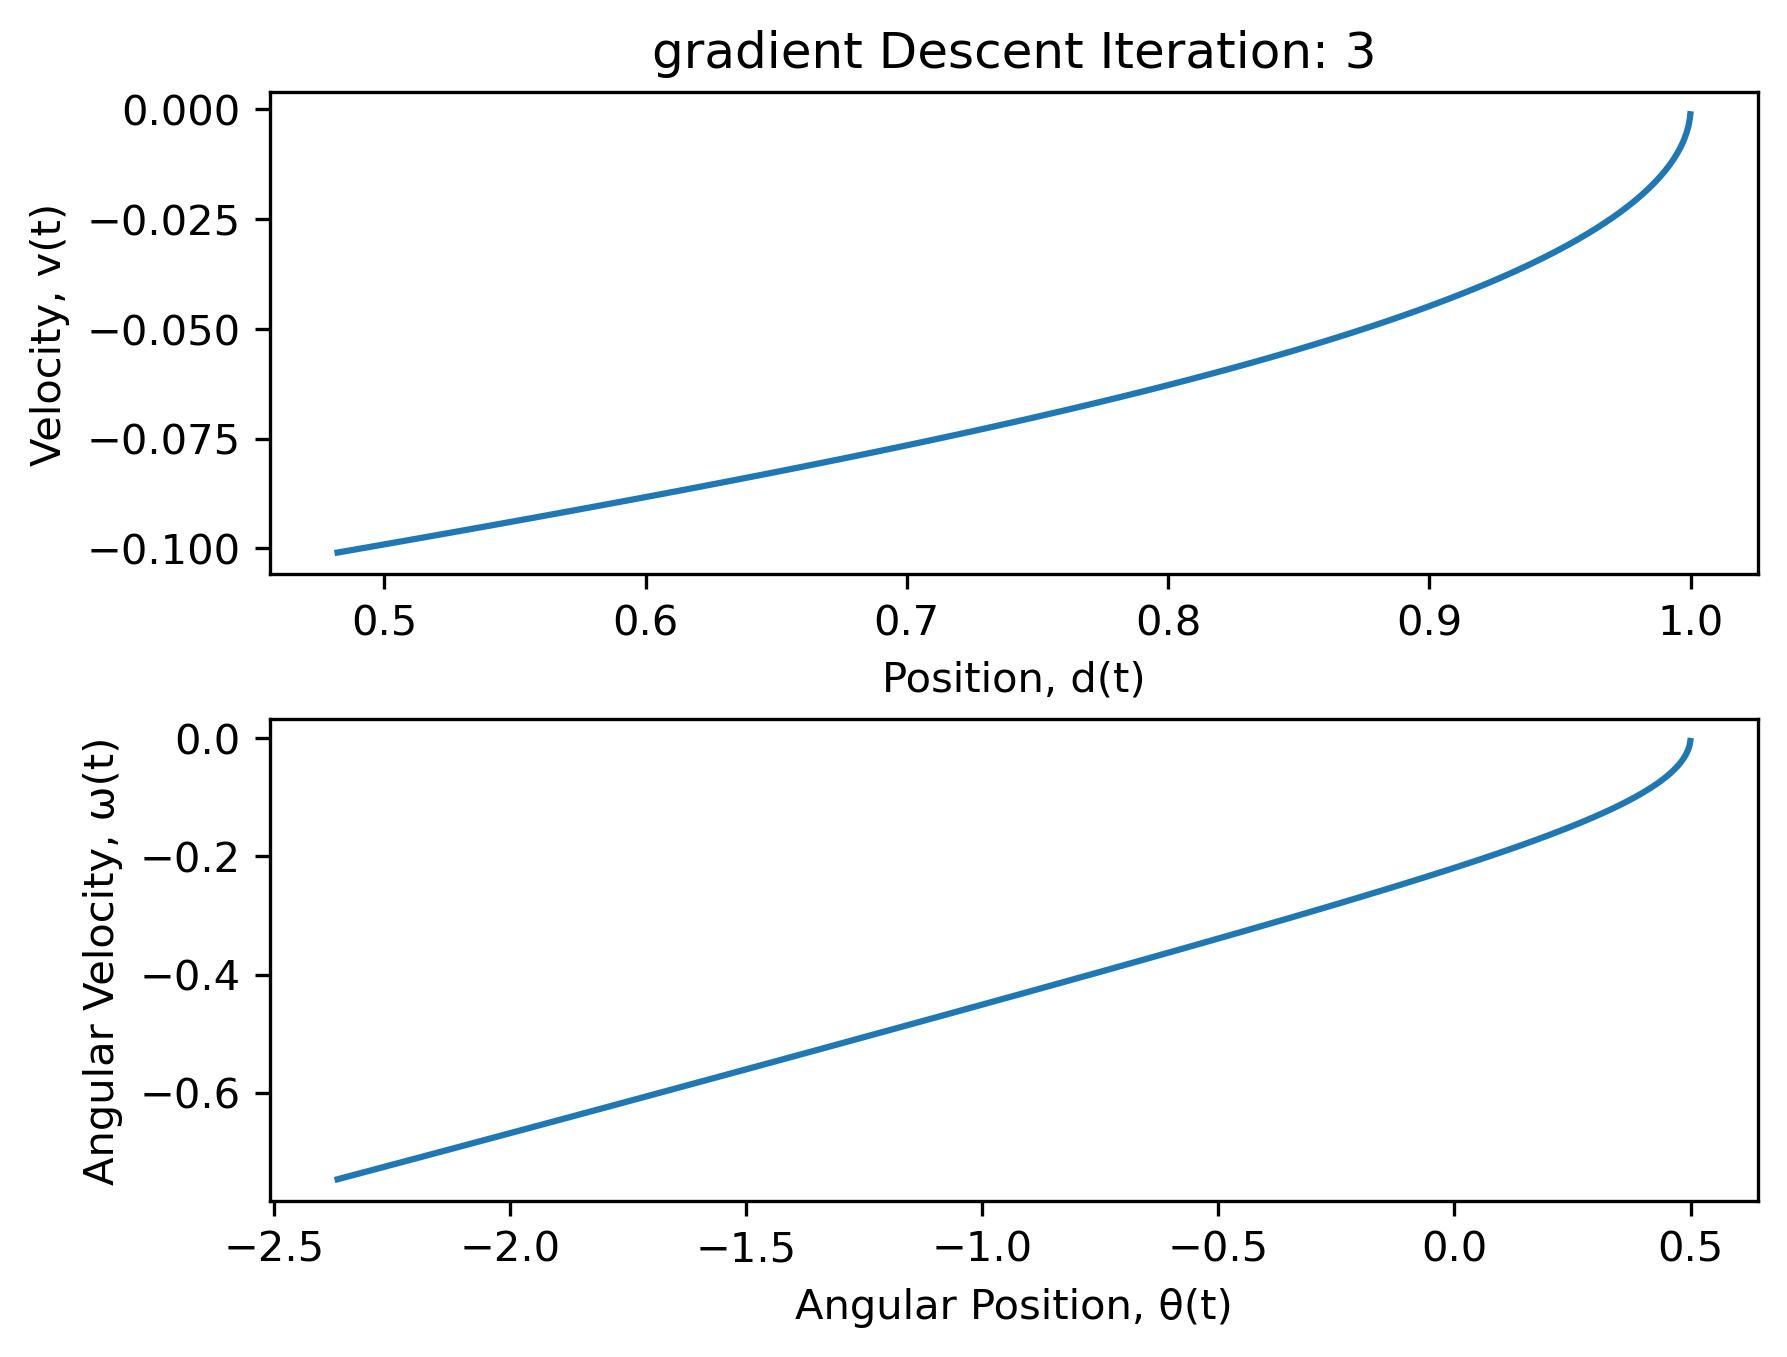 gradient Descent Iteration: 3
0.000
−0.025
−0.050
−0.075
−0.100
Velocity, v(t)
0.5 0.6 0.7 0.8 0.9 1.0
Position, d(t)
0.0
−0.2
−0.4
−0.6
Angular Velocity, ω(t)
−2.5 −2.0 −1.5 −1.0 −0.5 0.0 0.5
Angular Position, θ(t)